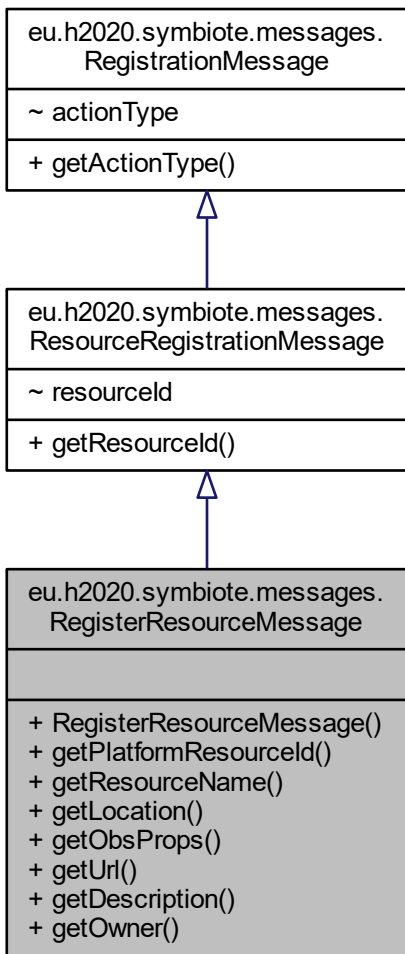 eu.h2020.symbiote.messages.
RegistrationMessage
~ actionType
+ getActionType()
eu.h2020.symbiote.messages.
ResourceRegistrationMessage
~ resourceId
+ getResourceId()
eu.h2020.symbiote.messages.
RegisterResourceMessage
+ RegisterResourceMessage()
+ getPlatformResourceId()
+ getResourceName()
+ getLocation()
+ getObsProps()
+ getUrl()
+ getDescription()
+ getOwner()